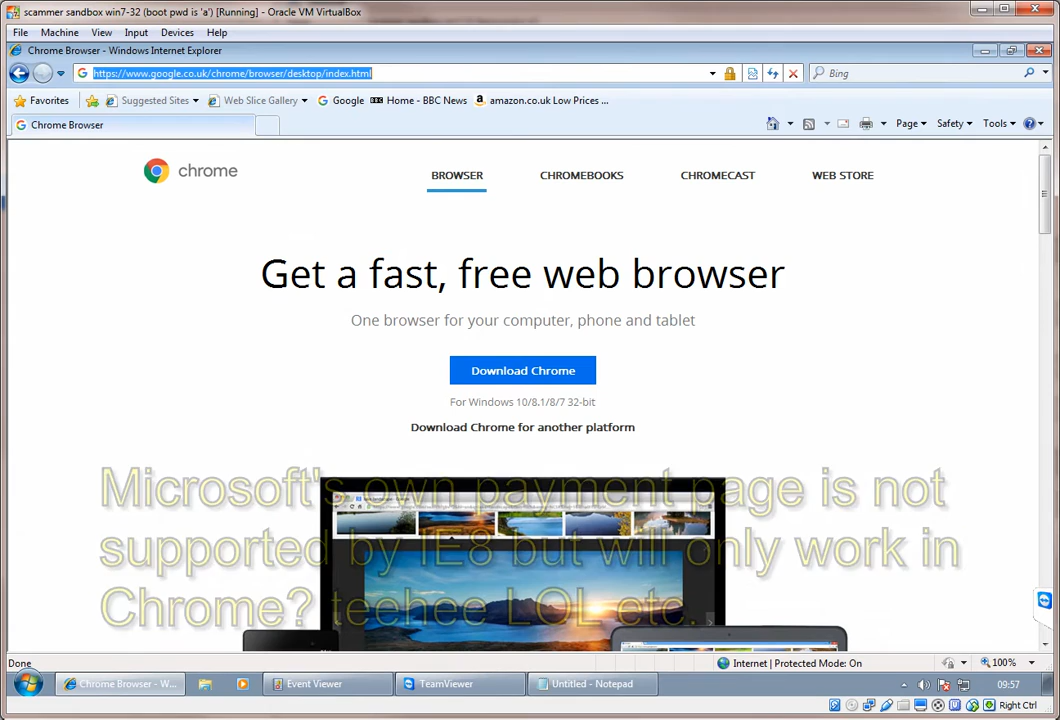 scammer sandbox win7-32 (boot pwd is 'a') [Running] - Oracle VM VirtualBox
File Machine View Input Devices Help
Chrome Browser - Windows Internet Explorer
https://www.google.co.uk/chrome/browser/desktop/index.html
Bing
Favorites Suggested Sites Web Slice Gallery Google Home - BBC News amazon.co.uk Low Prices ...
Chrome Browser
Page Safety Tools
chrome
BROWSER CHROMEBOOKS CHROMECAST WEB STORE
Get a fast, free web browser
One browser for your computer, phone and tablet
Download Chrome
For Windows 10/8.1/8/7 32-bit
Download Chrome for another platform
Microsoft's own payment page is not
supported by IE8 but will only work in
Chrome? teehee LOL etc.
Done
Internet | Protected Mode: On
100%
Chrome Browser - W...
Event Viewer
TeamViewer
Untitled - Notepad
09:57
Right Ctrl